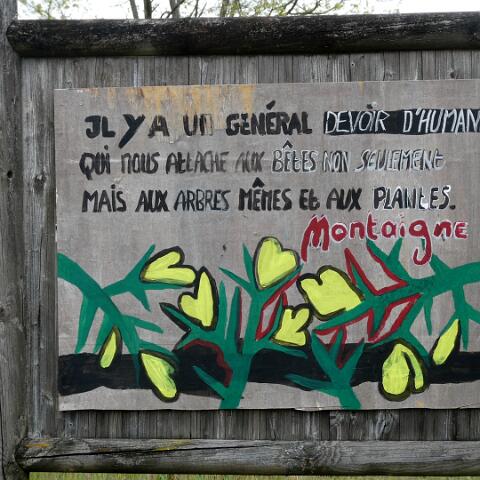 IL Y A UN GÉNÉRAL DEVOIR D'HUMAN
QUI NOUS ATTACHE AUX BÊTES NON SEULEMENT
MAIS AUX ARBRES MÊMES ET AUX PLANTES.
Montaigne